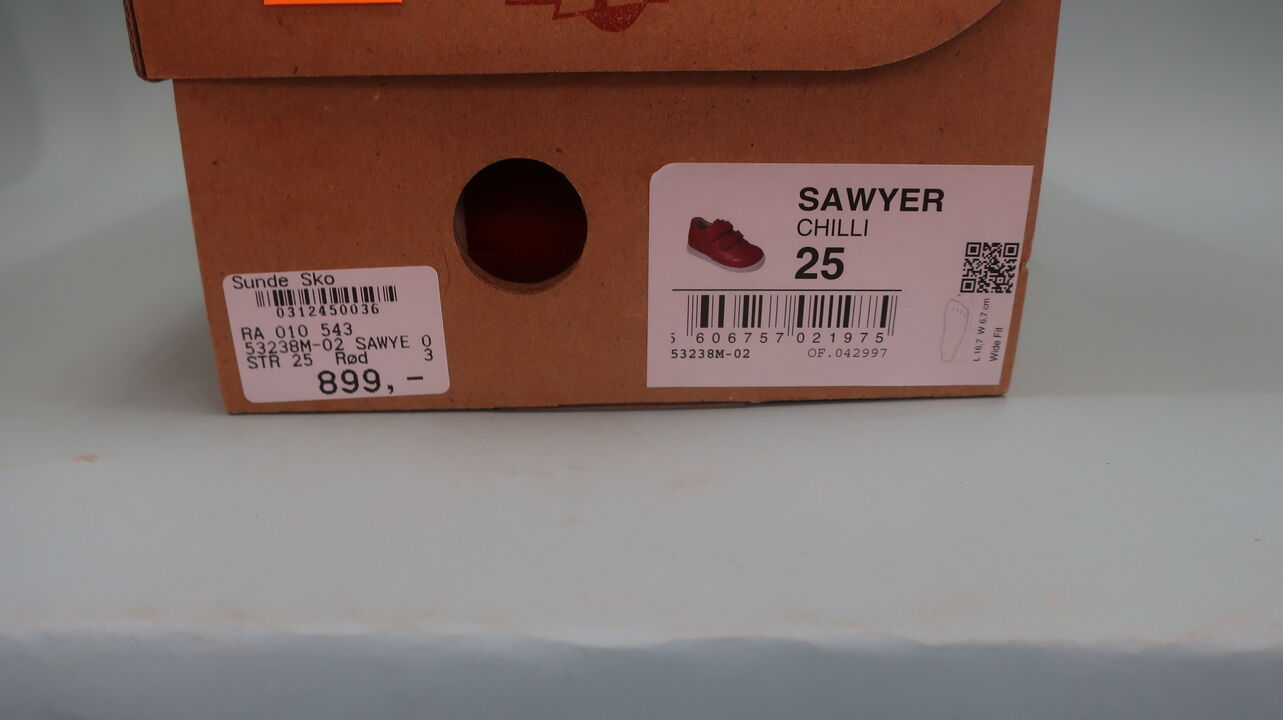 Sunde Sko
0312450036
RA 010 543
53238M-02 SAWYE 0
STR 25 Rød 3
899,-
SAWYER
CHILLI
25
5 606757 021975
53238M-02 OF.042997
L 16,7 W 6,7 cm
Wide Fit